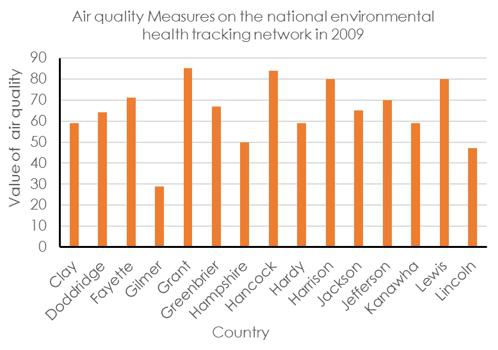 Air quality Measures on the national environmental
health tracking network in 2009
Value of air quality
90
80
70
60
50
40
30
20
10
0
Clay
Doddridge
Fayette
Gilmer
Grant
Greenbrier
Hampshire
Hancock
Hardy
Harrison
Jackson
Jefferson
Kanawha
Lewis
Lincoln
Country